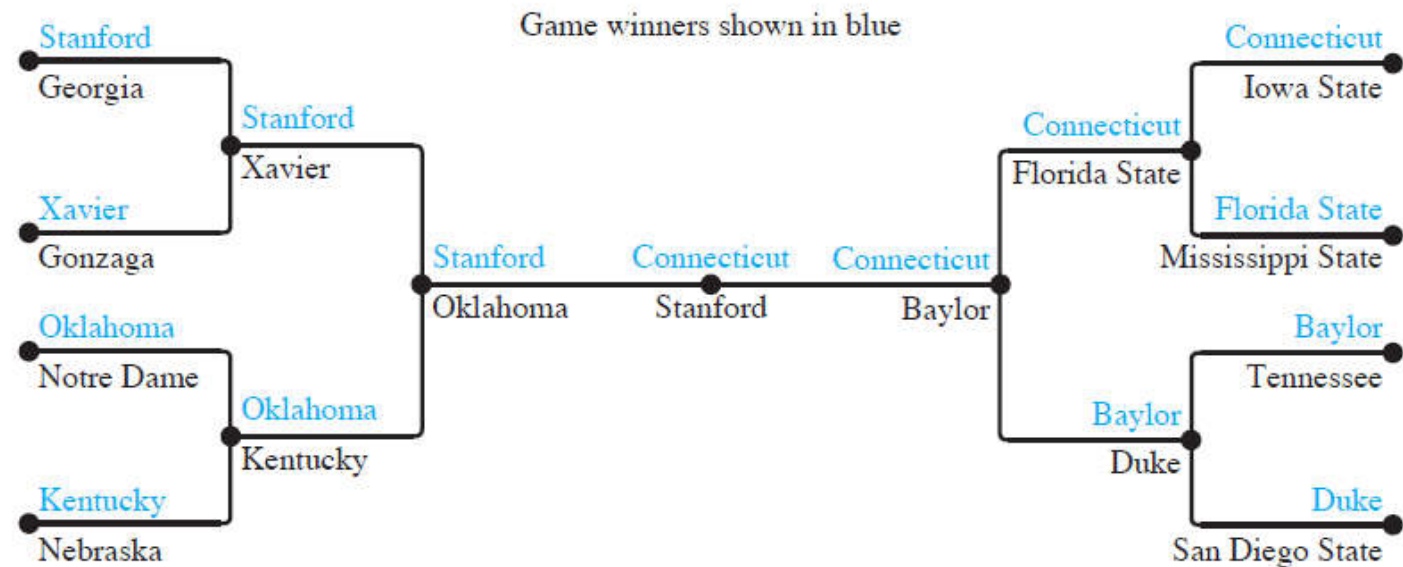 Game winners shown in blue
Stanford
Georgia
Stanford
Xavier
Xavier
Gonzaga
Stanford
Oklahoma
Oklahoma
Notre Dame
Oklahoma
Kentucky
Kentucky
Nebraska
Connecticut
Stanford
Connecticut
Baylor
Connecticut
Florida State
Connecticut
Iowa State
Florida State
Mississippi State
Baylor
Duke
Baylor
Tennessee
Duke
San Diego State